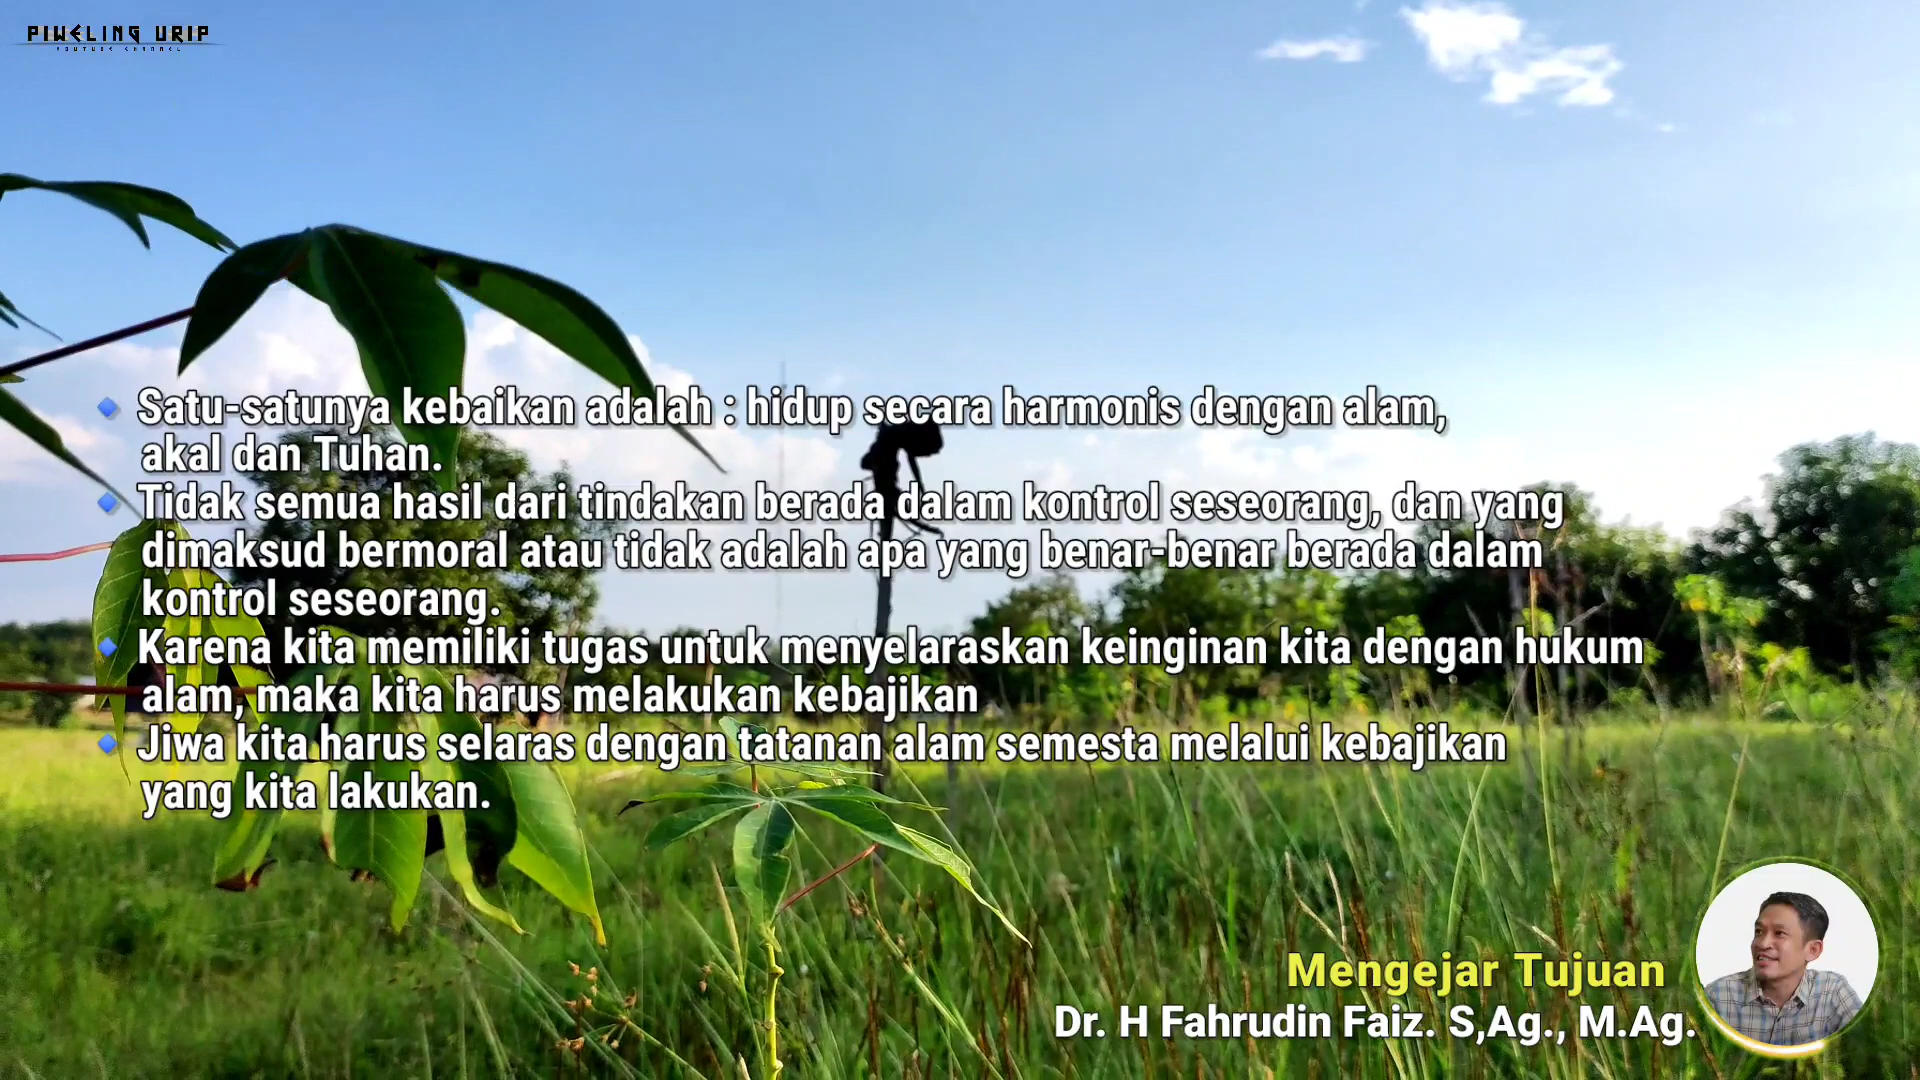 PIWELING URIP
YOUTUBE CHANNEL
Satu-satunya kebaikan adalah : hidup secara harmonis dengan alam,
akal dan Tuhan.
Tidak semua hasil dari tindakan berada dalam kontrol seseorang, dan yang
dimaksud bermoral atau tidak adalah apa yang benar-benar berada dalam
kontrol seseorang.
Karena kita memiliki tugas untuk menyelaraskan keinginan kita dengan hukum
alam, maka kita harus melakukan kebajikan
Jiwa kita harus selaras dengan tatanan alam semesta melalui kebajikan
yang kita lakukan.
Mengejar Tujuan
Dr. H Fahrudin Faiz. S,Ag., M.Ag.